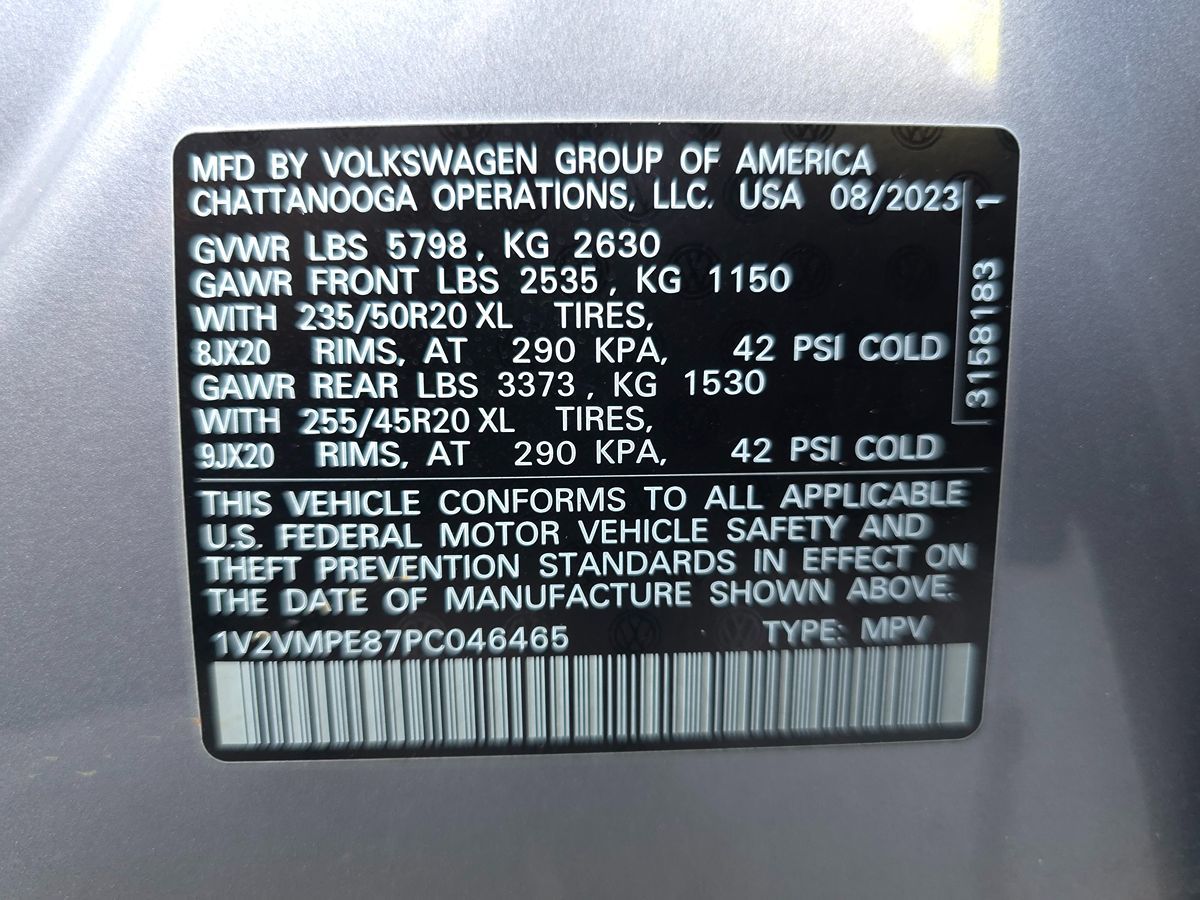 MFD BY VOLKSWAGEN GROUP OF AMERICA
CHATTANOOGA OPERATIONS, LLC. USA 08/2023
GVWR LBS 5798, KG 2630
GAWR FRONT LBS 2535, KG 1150
WITH 235/50R20 XL TIRES,
8JX20 RIMS, AT 290 KPA, 42 PSI COLD
GAWR REAR LBS 3373, KG 1530
WITH 255/45R20 XL TIRES,
9JX20 RIMS, AT 290 KPA, 42 PSI COLD
3158183 1
THIS VEHICLE CONFORMS TO ALL APPLICABLE
U.S. FEDERAL MOTOR VEHICLE SAFETY AND
THEFT PREVENTION STANDARDS IN EFFECT ON
THE DATE OF MANUFACTURE SHOWN ABOVE.
1V2VMPE87PC046465 TYPE: MPV